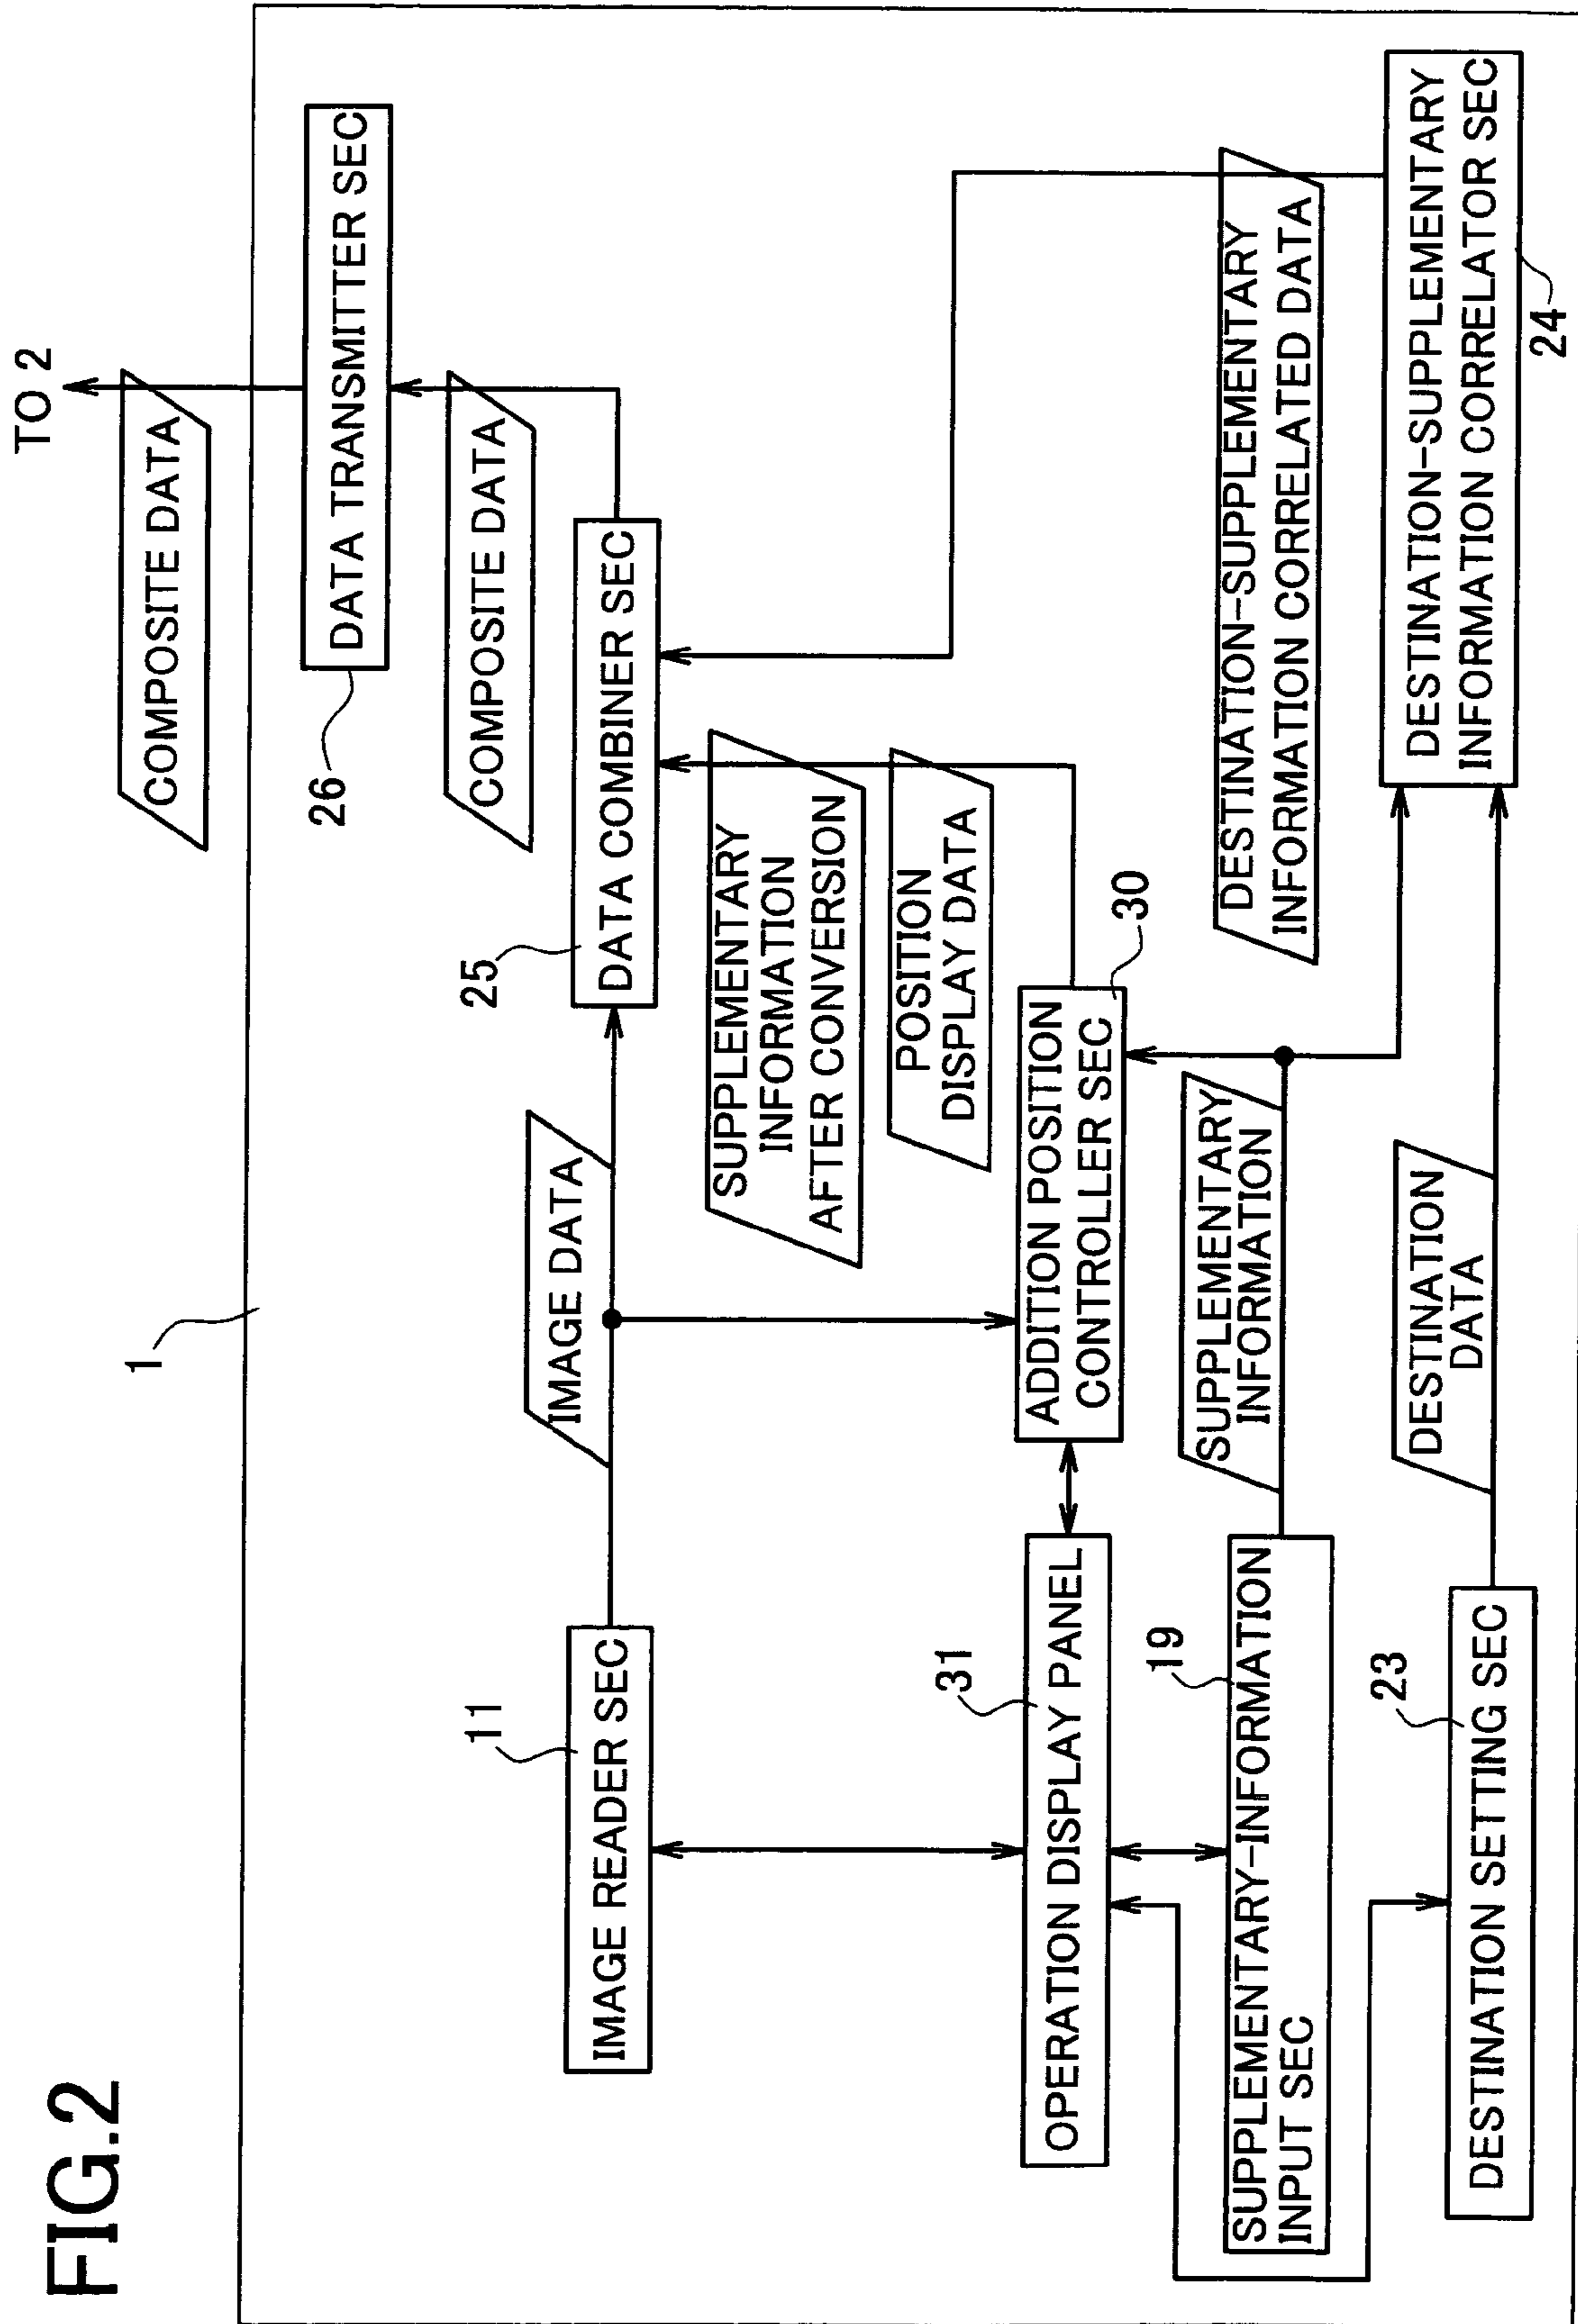 FIG.2
1
TO 2
COMPOSITE DATA
26
DATA TRANSMITTER SEC
COMPOSITE DATA
11
IMAGE READER SEC
IMAGE DATA
25
DATA COMBINER SEC
SUPPLEMENTARY
INFORMATION
AFTER CONVERSION
POSITION
DISPLAY DATA
31
OPERATION DISPLAY PANEL
ADDITION POSITION
CONTROLLER SEC
30
19
SUPPLEMENTARY-INFORMATION
INPUT SEC
SUPPLEMENTARY
INFORMATION
DESTINATION-SUPPLEMENTARY
INFORMATION CORRELATED DATA
23
DESTINATION SETTING SEC
DESTINATION
DATA
DESTINATION-SUPPLEMENTARY
INFORMATION CORRELATOR SEC
24